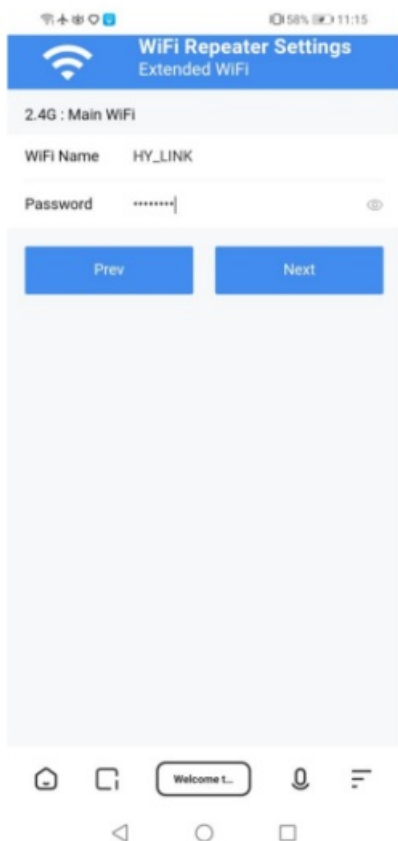 58% 11:15
WiFi Repeater Settings
Extended WiFi
2.4G : Main WiFi
WiFi Name HY_LINK
Password ••••••••
Prev Next
Welcome t...